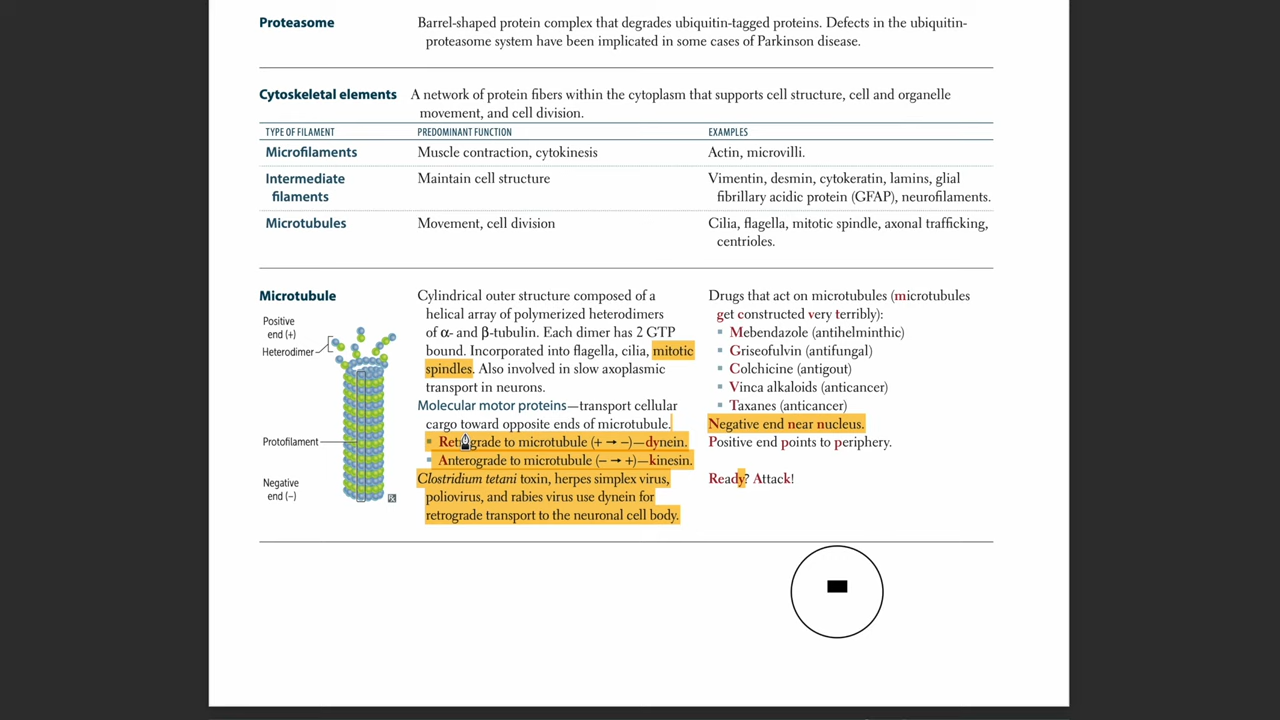 Proteasome
Barrel-shaped protein complex that degrades ubiquitin-tagged proteins. Defects in the ubiquitin-
proteasome system have been implicated in some cases of Parkinson disease.
Cytoskeletal elements
A network of protein fibers within the cytoplasm that supports cell structure, cell and organelle
movement, and cell division.
TYPE OF FILAMENT PREDOMINANT FUNCTION EXAMPLES
Microfilaments Muscle contraction, cytokinesis Actin, microvilli.
Intermediate
filaments
Maintain cell structure
Vimentin, desmin, cytokeratin, lamins, glial
fibrillary acidic protein (GFAP), neurofilaments.
Microtubules Movement, cell division
Cilia, flagella, mitotic spindle, axonal trafficking,
centrioles.
Microtubule
Positive
end (+)
Heterodimer
Protofilament
Negative
end (–)
Cylindrical outer structure composed of a
helical array of polymerized heterodimers
of α- and β-tubulin. Each dimer has 2 GTP
bound. Incorporated into flagella, cilia, mitotic
spindles. Also involved in slow axoplasmic
transport in neurons.
Molecular motor proteins—transport cellular
cargo toward opposite ends of microtubule.
▪ Retrograde to microtubule (+ → –)—dynein.
▪ Anterograde to microtubule (– → +)—kinesin.
Clostridium tetani toxin, herpes simplex virus,
poliovirus, and rabies virus use dynein for
retrograde transport to the neuronal cell body.
Drugs that act on microtubules (microtubules
get constructed very terribly):
▪ Mebendazole (antihelminthic)
▪ Griseofulvin (antifungal)
▪ Colchicine (antigout)
▪ Vinca alkaloids (anticancer)
▪ Taxanes (anticancer)
Negative end near nucleus.
Positive end points to periphery.
Ready? Attack!